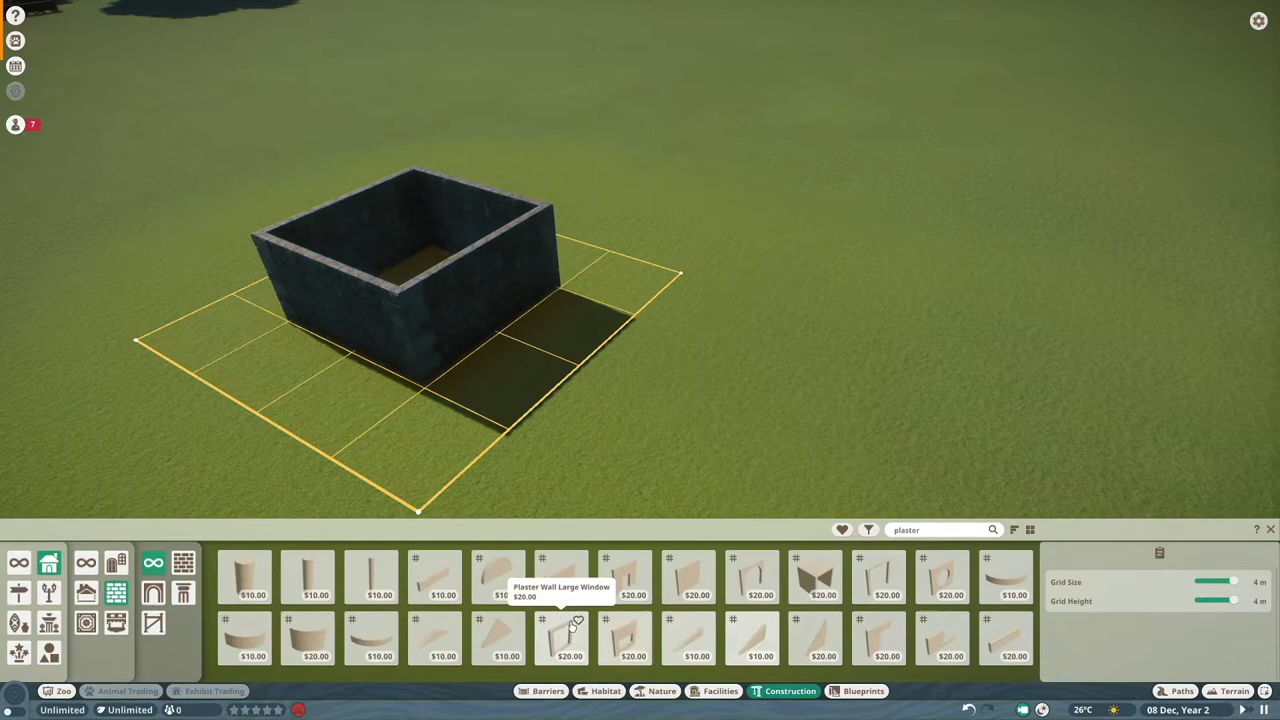 ?
7
plaster
?
$10.00 $10.00 $10.00 $10.00 $20.00 $20.00 $20.00 $20.00 $20.00 $20.00 $10.00
Plaster Wall Large Window
$20.00
$10.00 $20.00 $10.00 $10.00 $10.00 $20.00 $20.00 $10.00 $10.00 $20.00 $20.00 $20.00 $20.00
Grid Size 4 m
Grid Height 4 m
Zoo Animal Trading Exhibit Trading Barriers Habitat Nature Facilities Construction Blueprints Paths Terrain
Unlimited Unlimited 0 26°C 08 Dec, Year 2